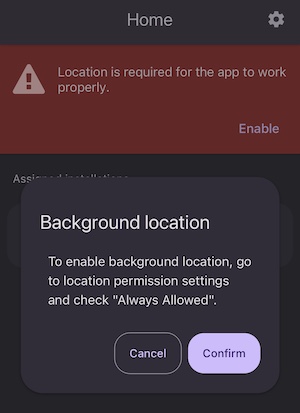 Home
Location is required for the app to work
properly.
Enable
Assigned installations
Background location
To enable background location, go
to location permission settings
and check "Always Allowed".
Cancel
Confirm